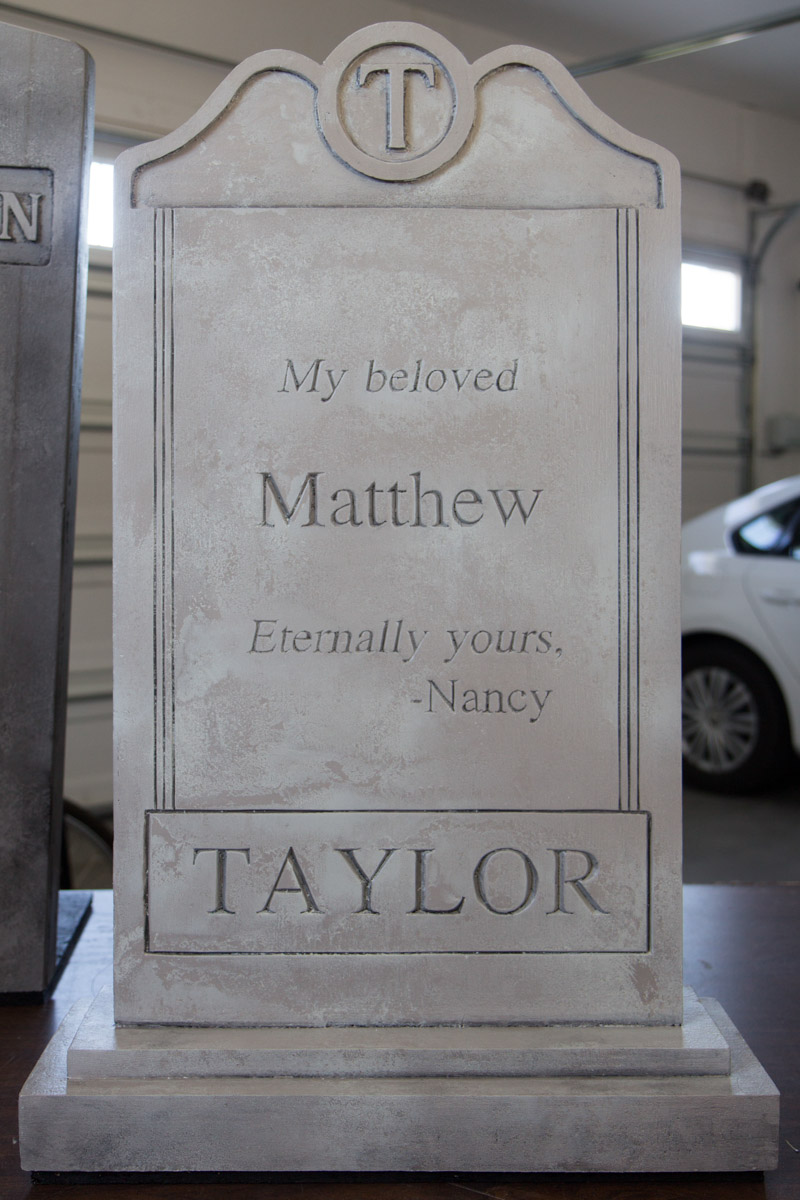 T
N
My beloved
Matthew
Eternally yours,
-Nancy
TAYLOR